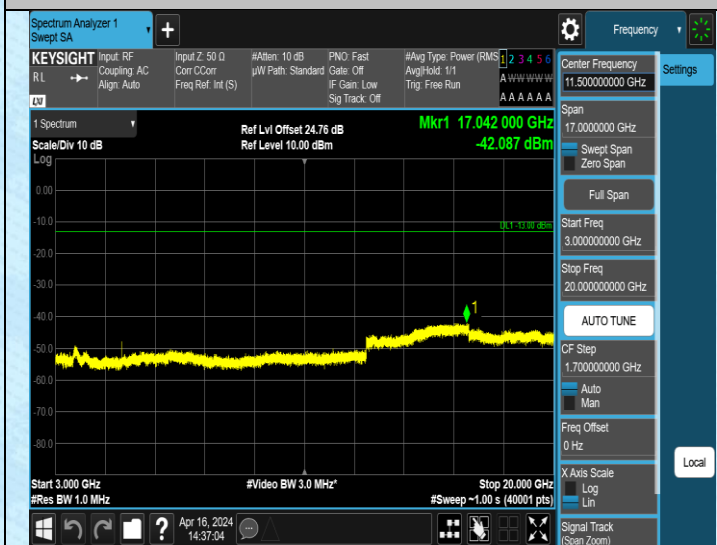 Spectrum Analyzer 1
Swept SA
Frequency
KEYSIGHT
RL
LXI
Input: RF
Coupling: AC
Align: Auto
Input Z: 50 Ω
Corr CCorr
Freq Ref: Int (S)
#Atten: 10 dB
µW Path: Standard
PNO: Fast
Gate: Off
IF Gain: Low
Sig Track: Off
#Avg Type: Power (RMS
Avg|Hold: 1/1
Trig: Free Run
1 2 3 4 5 6
A W W W W W
A A A A A A
1 Spectrum
Scale/Div 10 dB
Ref Lvl Offset 24.76 dB
Ref Level 10.00 dBm
Mkr1 17.042 000 GHz
-42.087 dBm
Log
0.00
-10.0
-20.0
-30.0
-40.0
-50.0
-60.0
-70.0
-80.0
DL1 -13.00 dBm
1
Start 3.000 GHz
#Res BW 1.0 MHz
#Video BW 3.0 MHz*
Stop 20.000 GHz
#Sweep ~1.00 s (40001 pts)
Apr 16, 2024
14:37:04
?
Center Frequency
11.500000000 GHz
Span
17.0000000 GHz
Swept Span
Zero Span
Full Span
Start Freq
3.000000000 GHz
Stop Freq
20.000000000 GHz
AUTO TUNE
CF Step
1.700000000 GHz
Auto
Man
Freq Offset
0 Hz
X Axis Scale
Log
Lin
Signal Track
(Span Zoom)
Settings
Local